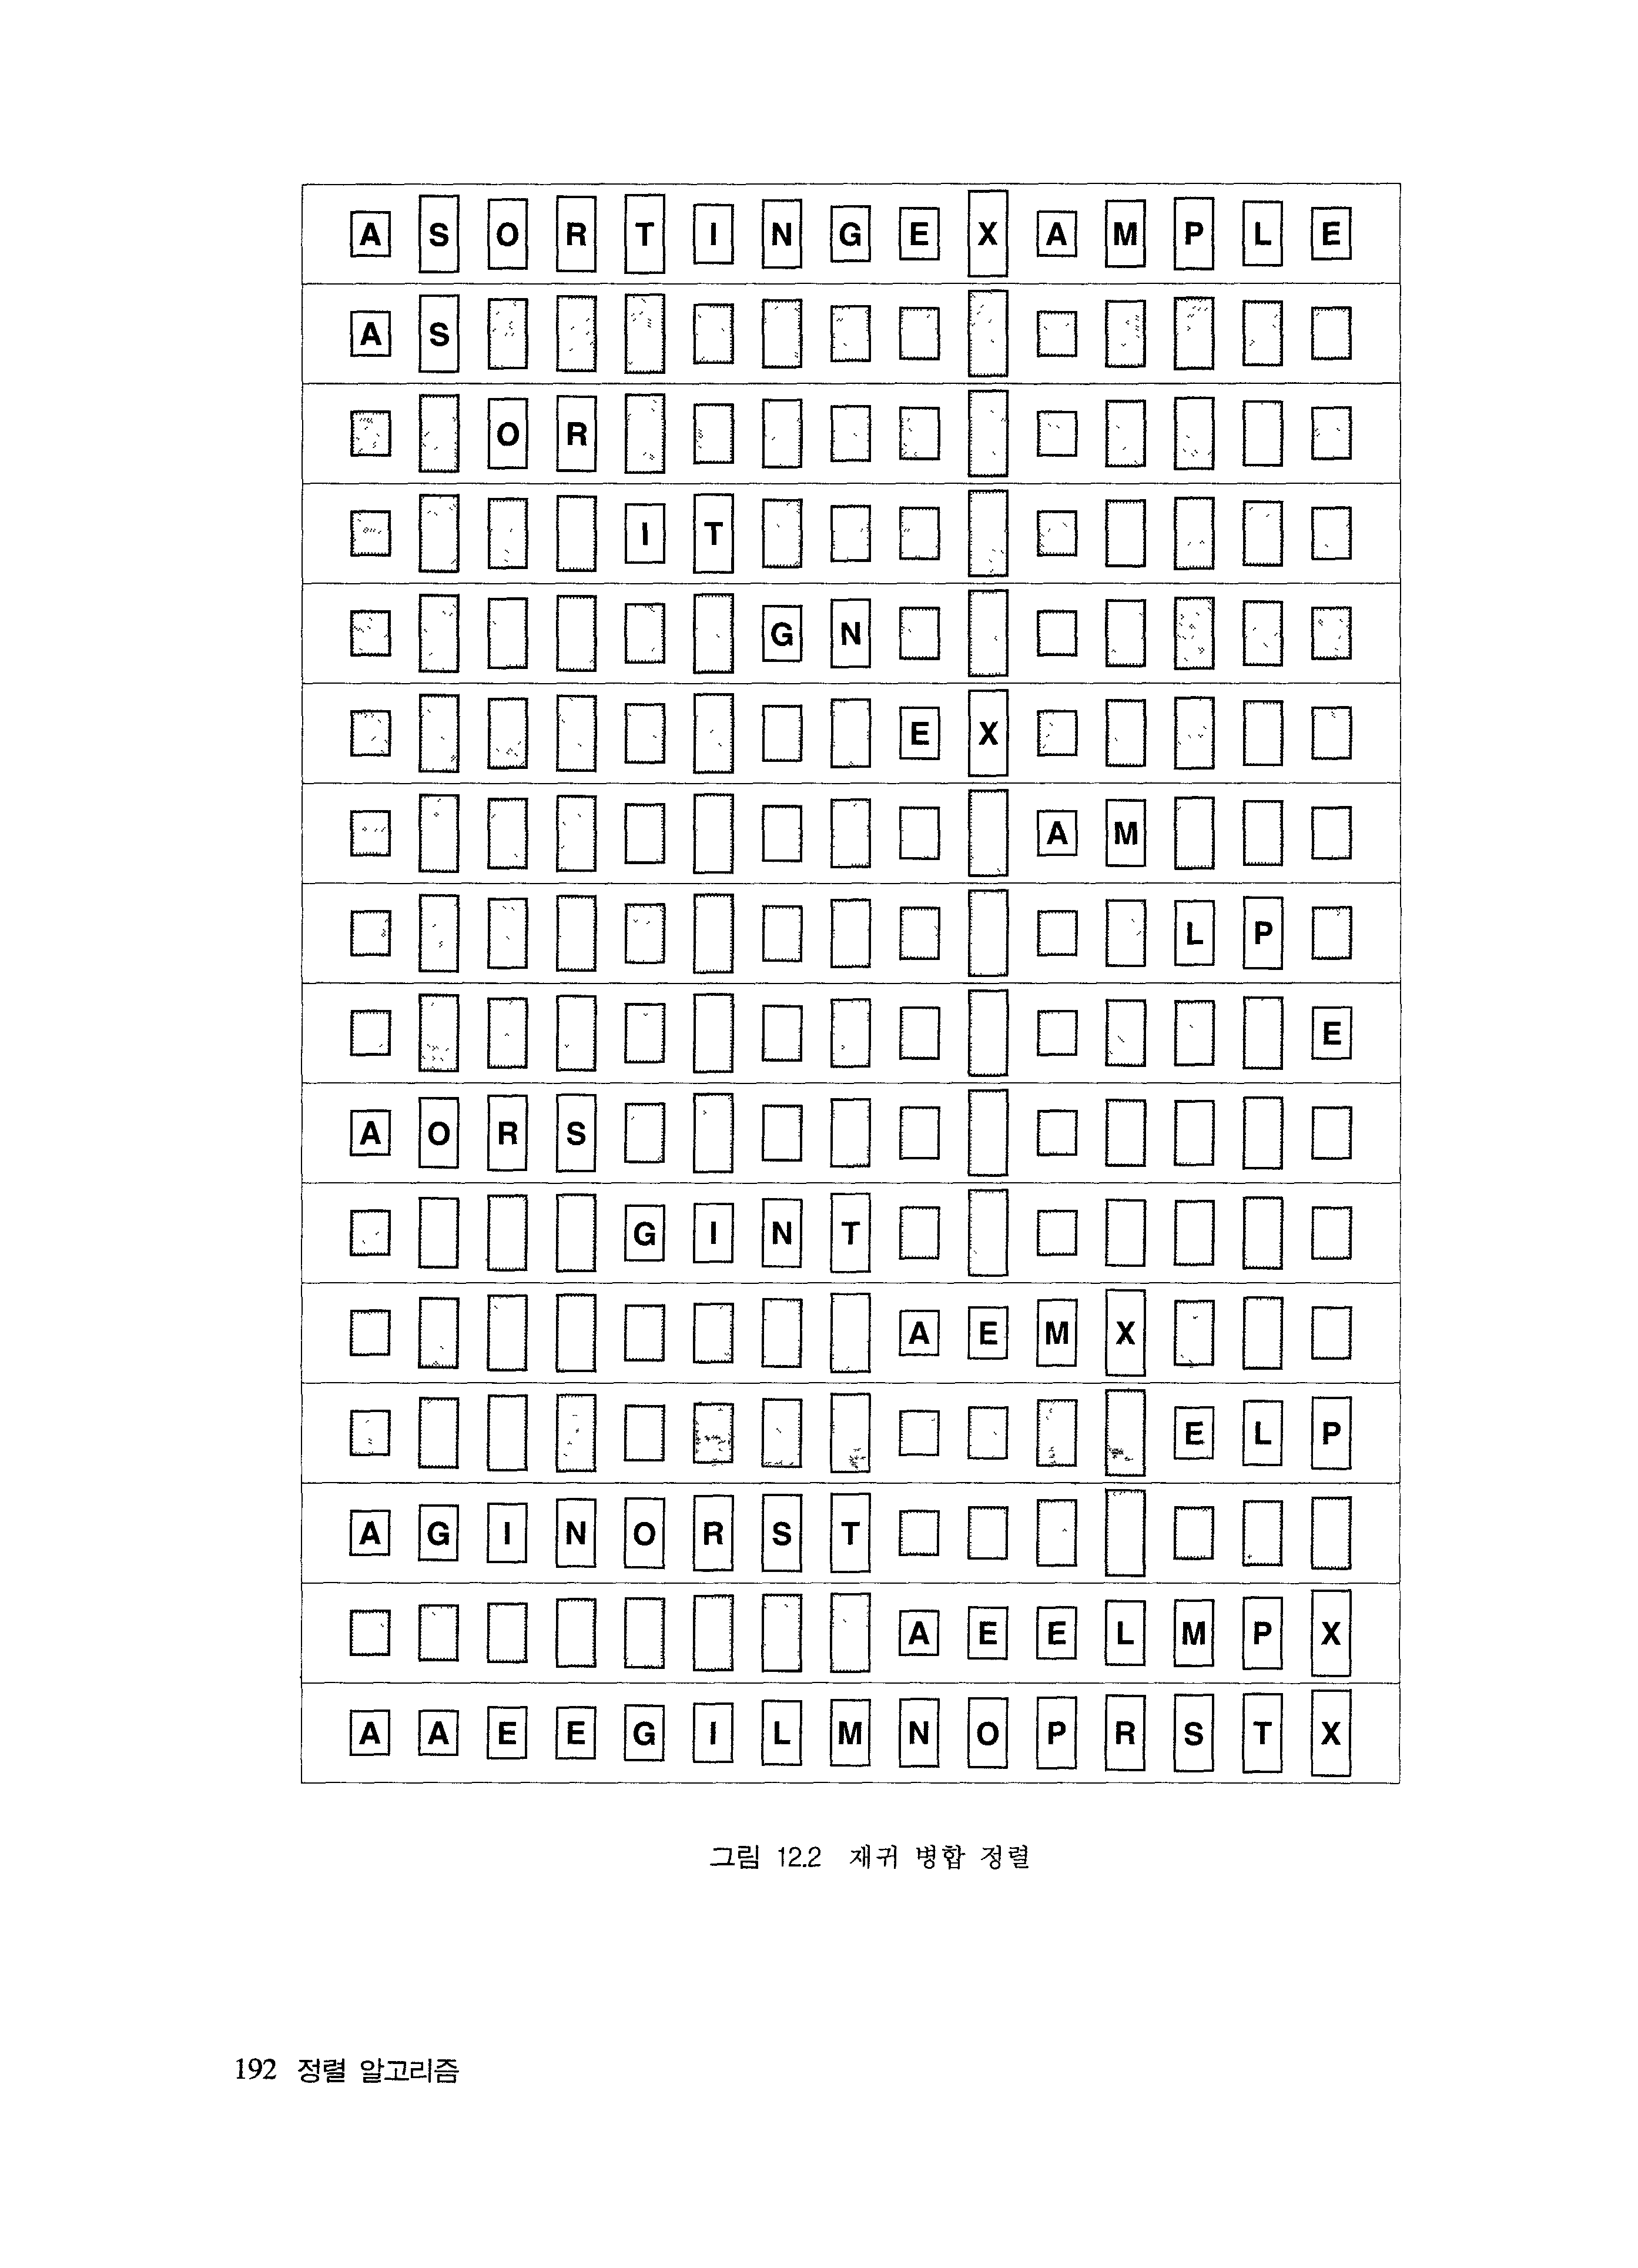 A S O R T I N G E X A M P L E
A S
O R
I T
G N
E X
A M
L P
E
A O R S
G I N T
A E M X
E L P
A G I N O R S T
A E E L M P X
A A E E G I L M N O P R S T X
그림 12.2 재귀 병합 정렬
192 정렬 알고리즘